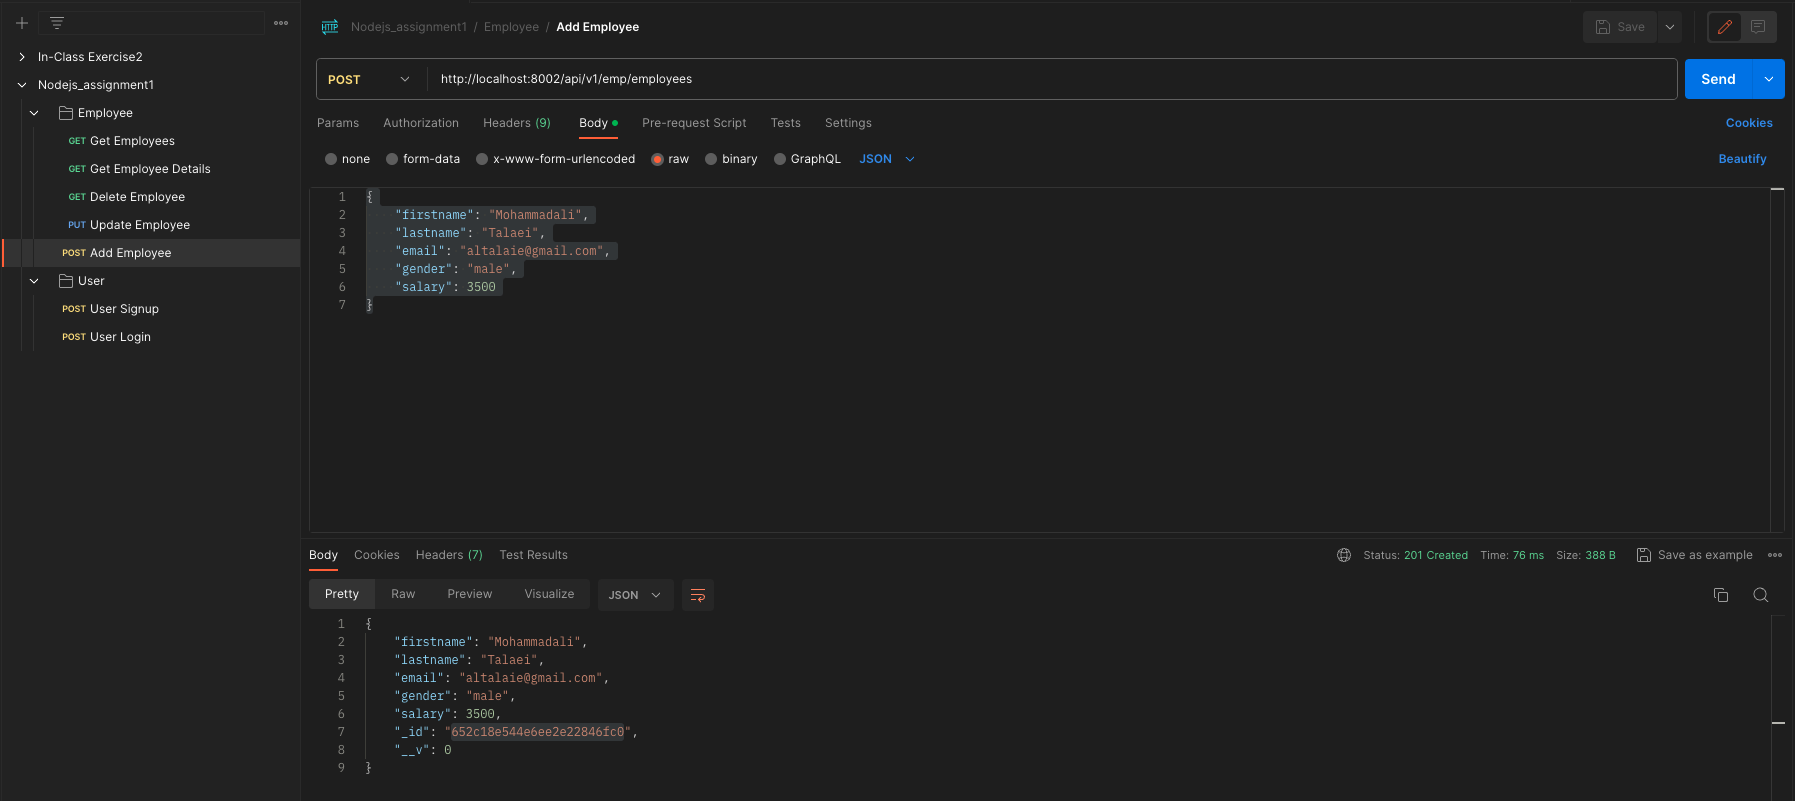 In-Class Exercise2
Nodejs_assignment1
Employee
GET Get Employees
GET Get Employee Details
GET Delete Employee
PUT Update Employee
POST Add Employee
User
POST User Signup
POST User Login
HTTP Nodejs_assignment1 / Employee / Add Employee
Save
POST http://localhost:8002/api/v1/emp/employees
Send
Params Authorization Headers (9) Body Pre-request Script Tests Settings Cookies
none form-data x-www-form-urlencoded raw binary GraphQL JSON Beautify
1 {
2 "firstname": "Mohammadali",
3 "lastname": "Talaei",
4 "email": "altalaie@gmail.com",
5 "gender": "male",
6 "salary": 3500
7 }
Body Cookies Headers (7) Test Results Status: 201 Created Time: 76 ms Size: 388 B Save as example
Pretty Raw Preview Visualize JSON
1 {
2 "firstname": "Mohammadali",
3 "lastname": "Talaei",
4 "email": "altalaie@gmail.com",
5 "gender": "male",
6 "salary": 3500,
7 "_id": "652c18e544e6ee2e22846fc0",
8 "__v": 0
9 }